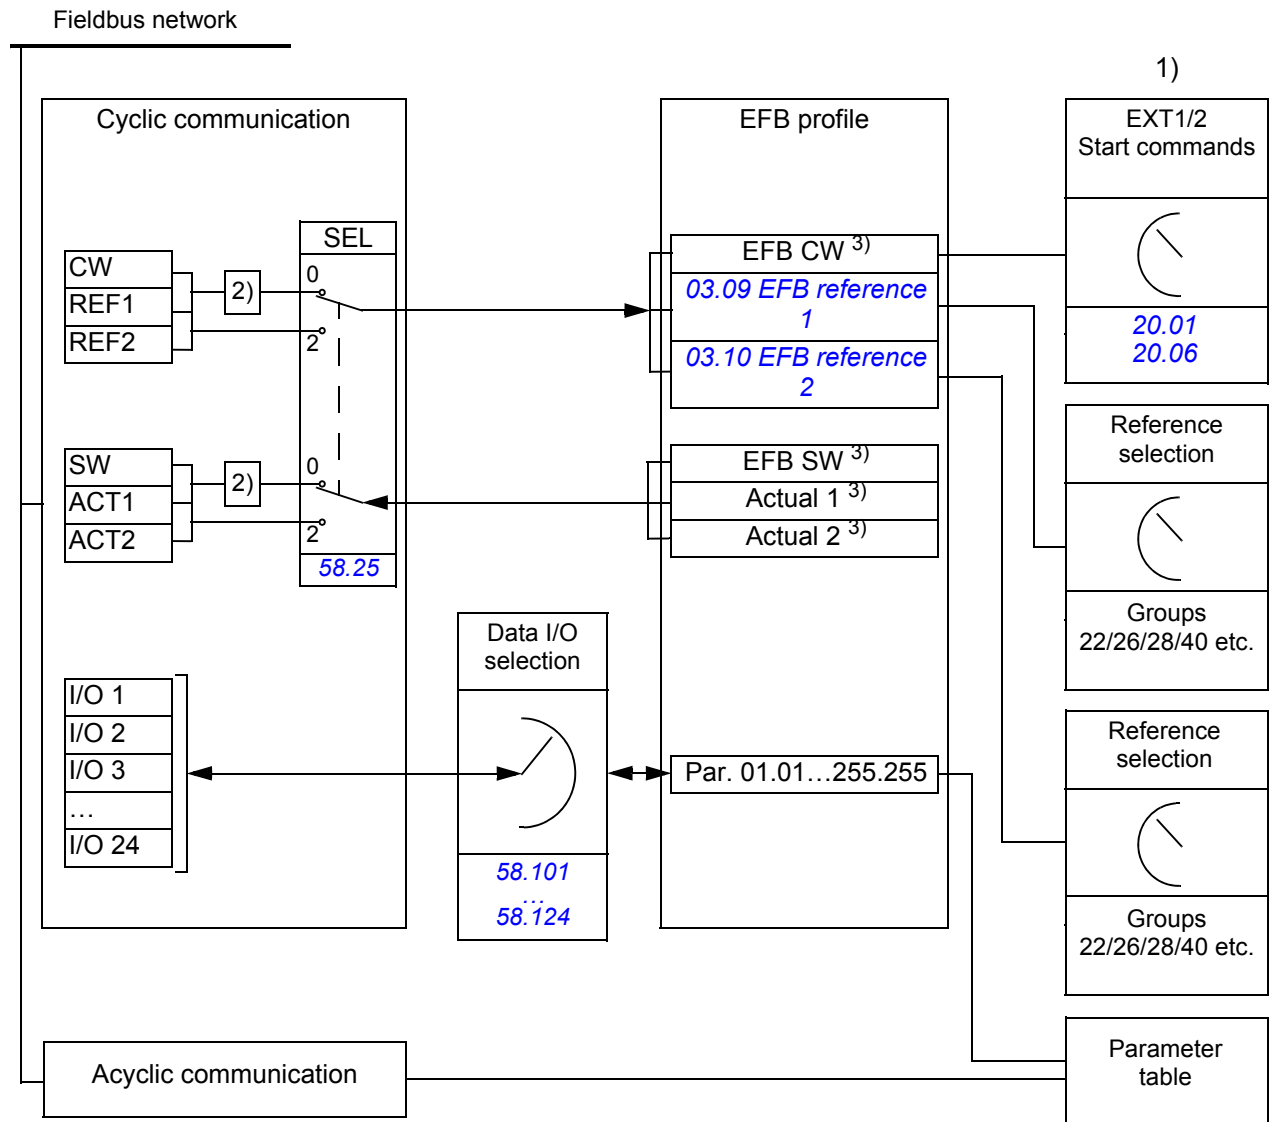 Fieldbus network
1)
Cyclic communication
EFB profile
EXT1/2
Start commands
SEL
CW
REF1
REF2
2)
0
2
EFB CW 3)
03.09 EFB reference
1
03.10 EFB reference
2
20.01
20.06
SW
ACT1
ACT2
2)
0
2
58.25
EFB SW 3)
Actual 1 3)
Actual 2 3)
Reference
selection
Groups
22/26/28/40 etc.
Data I/O
selection
I/O 1
I/O 2
I/O 3
…
I/O 24
58.101
…
58.124
Par. 01.01…255.255
Reference
selection
Groups
22/26/28/40 etc.
Acyclic communication
Parameter
table